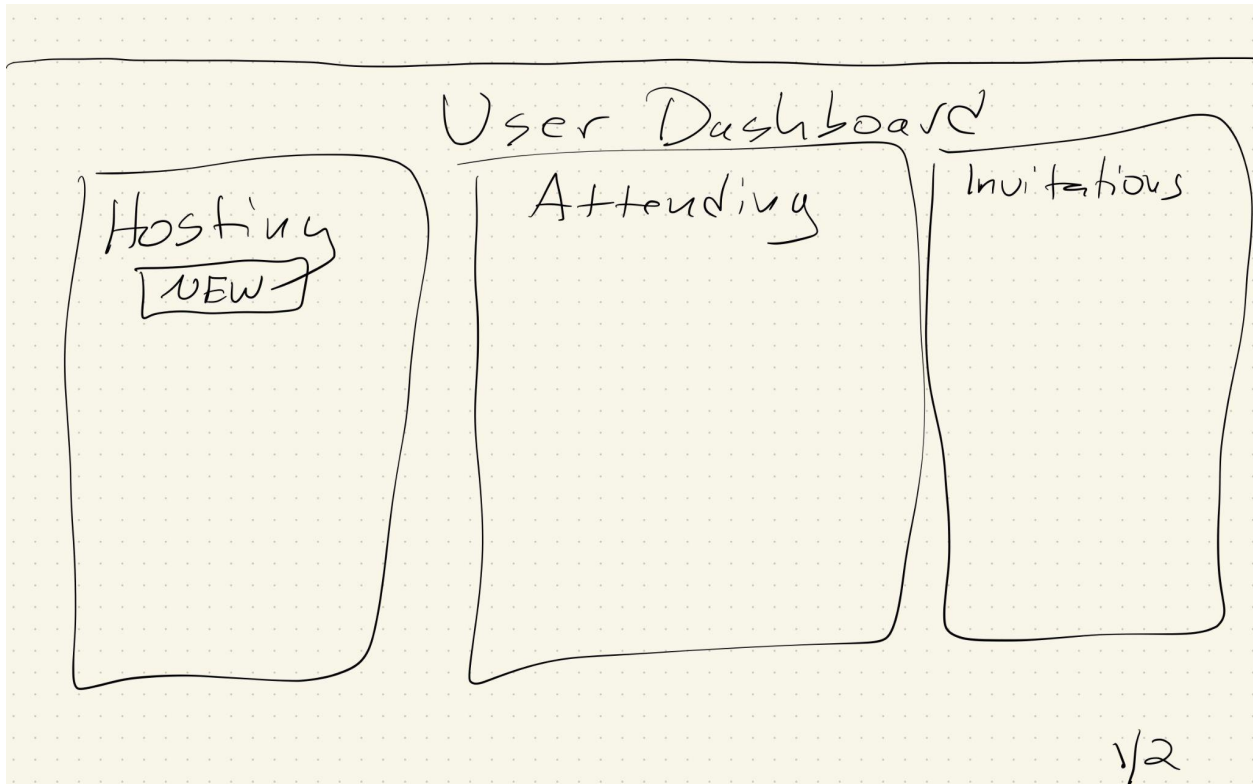 User Dashboard
Hosting
NEW
Attending
Invitations
1/2